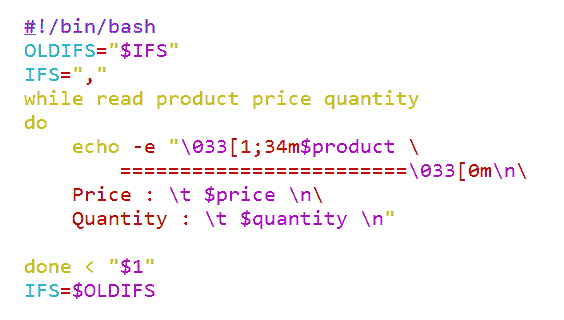 #!/bin/bash
OLDIFS="$IFS"
IFS=","
while read product price quantity
do
    echo -e "\033[1;34m$product \
        ========================\033[0m\n\
    Price : \t $price \n\
    Quantity : \t $quantity \n"

done < "$1"
IFS=$OLDIFS